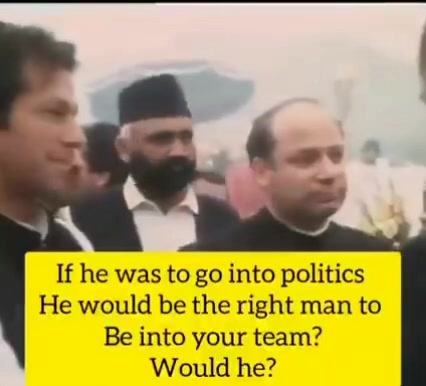 If he was to go into politics
He would be the right man to
Be into your team?
Would he?